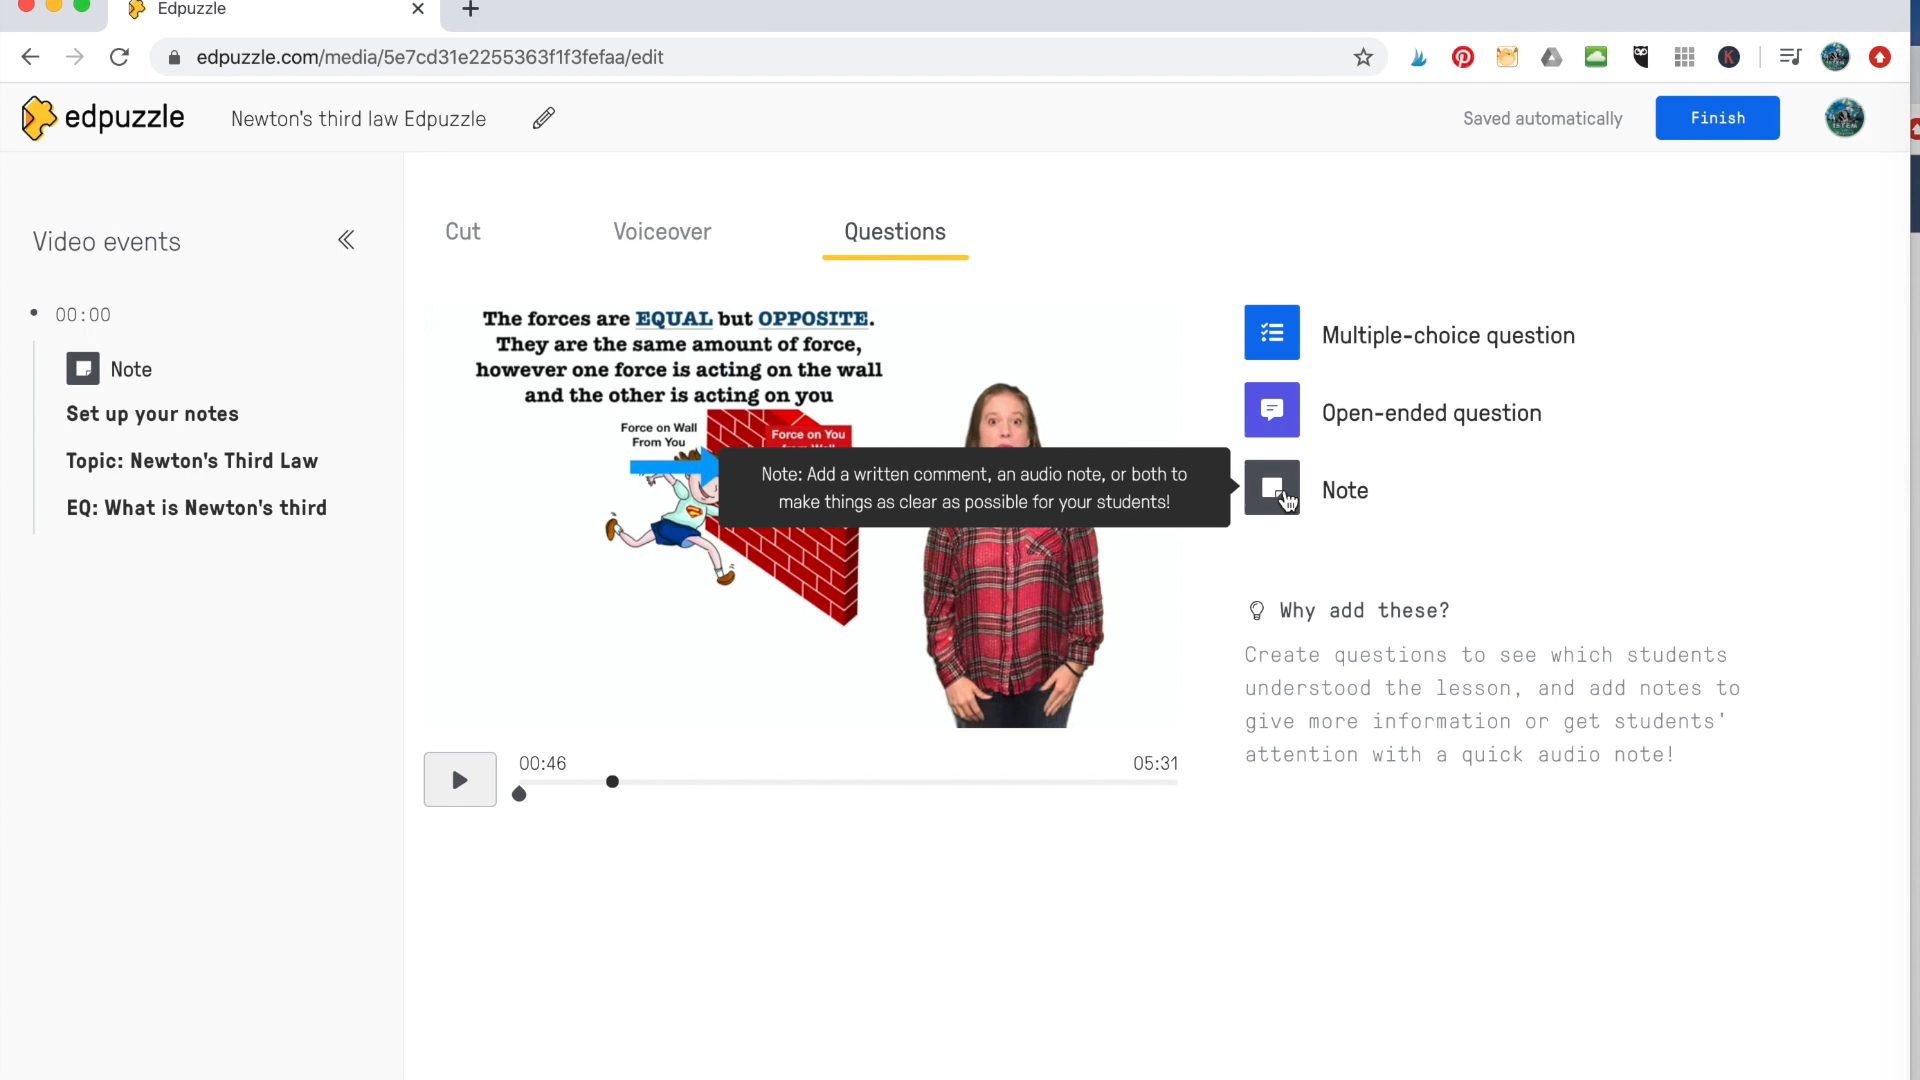 Edpuzzle
edpuzzle.com/media/5e7cd31e2255363f1f3fefaa/edit
K
edpuzzle
Newton's third law Edpuzzle
Saved automatically
Finish
Video events
Cut
Voiceover
Questions
00:00
Note
Set up your notes
Topic: Newton's Third Law
EQ: What is Newton's third
The forces are EQUAL but OPPOSITE.
They are the same amount of force,
however one force is acting on the wall
and the other is acting on you
Force on Wall
From You
Force on You
Note: Add a written comment, an audio note, or both to
make things as clear as possible for your students!
Multiple-choice question
Open-ended question
Note
Why add these?
Create questions to see which students
understood the lesson, and add notes to
give more information or get students'
attention with a quick audio note!
00:46
05:31